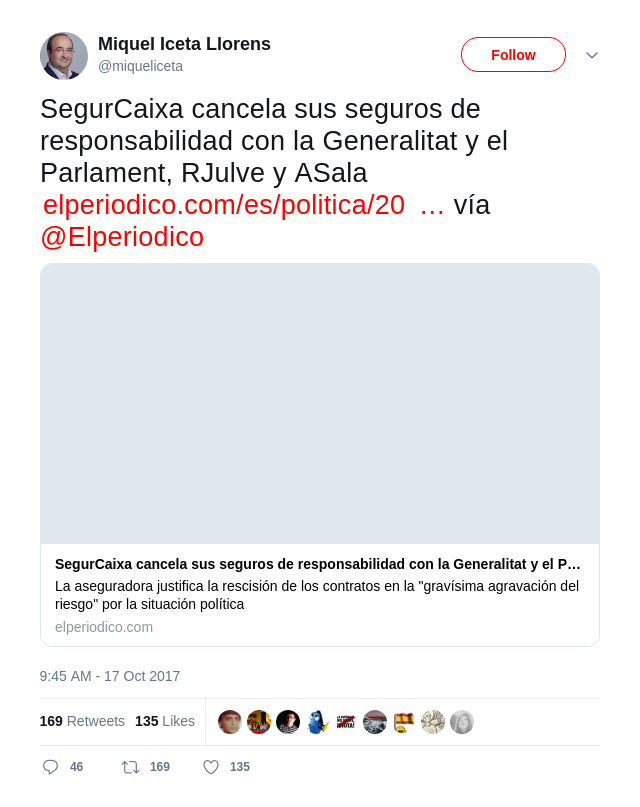 Miquel Iceta Llorens
@miqueliceta
Follow
SegurCaixa cancela sus seguros de
responsabilidad con la Generalitat y el
Parlament, RJulve y ASala
elperiodico.com/es/politica/20 … vía
@Elperiodico
SegurCaixa cancela sus seguros de responsabilidad con la Generalitat y el P…
La aseguradora justifica la rescisión de los contratos en la "gravísima agravación del
riesgo" por la situación política
elperiodico.com
9:45 AM - 17 Oct 2017
169 Retweets 135 Likes
46 169 135